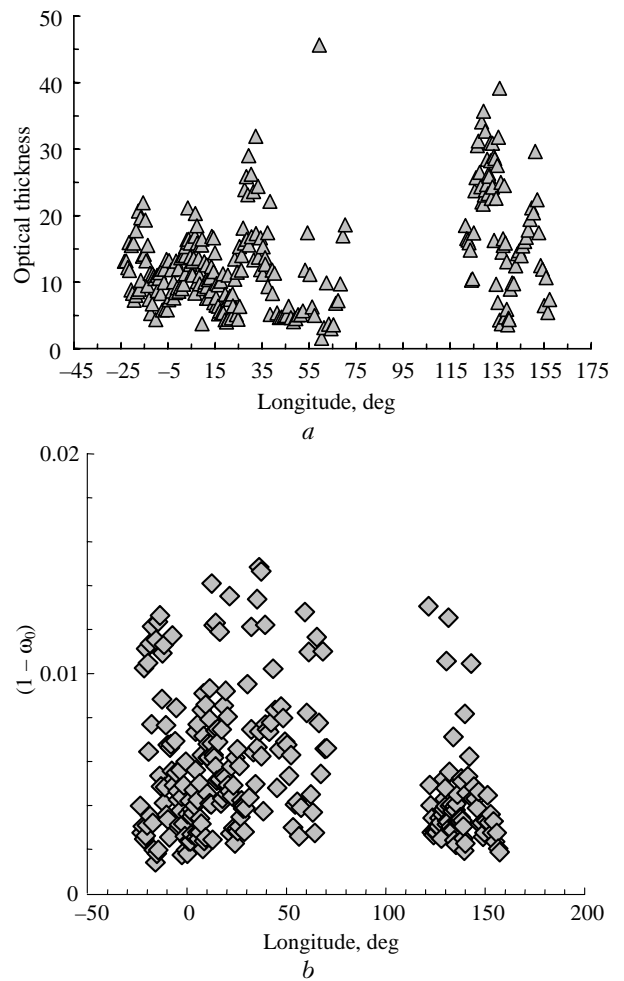 50
40
30
20
10
0
Optical thickness
–45 –25 –5 15 35 55 75 95 115 135 155 175
Longitude, deg
a
0.02
0.01
0
(1 – ω₀)
–50 0 50 100 150 200
Longitude, deg
b